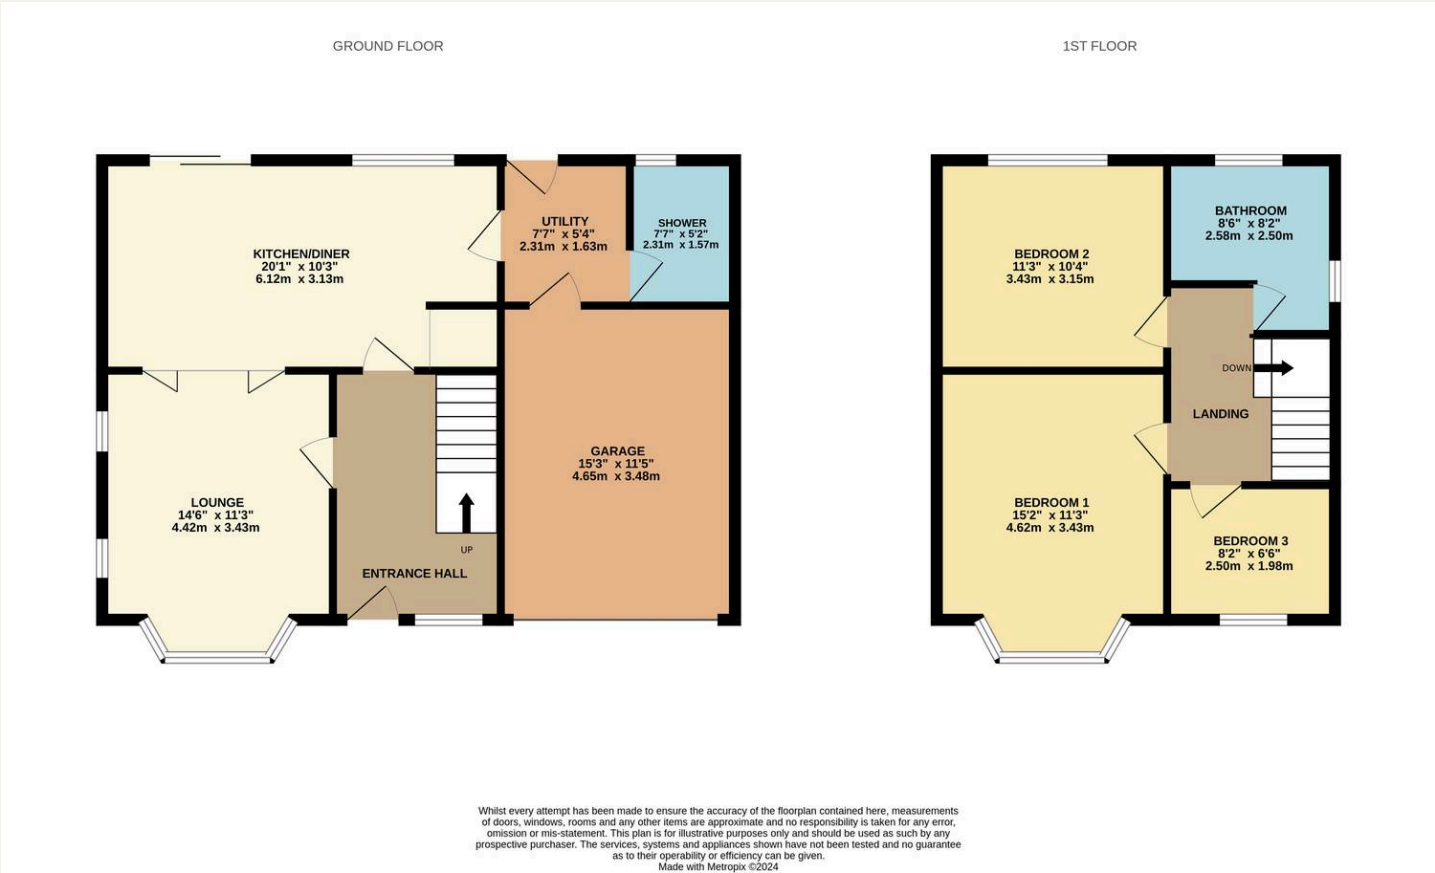 GROUND FLOOR
1ST FLOOR
KITCHEN/DINER
20'1" x 10'3"
6.12m x 3.13m
UTILITY
7'7" x 5'4"
2.31m x 1.63m
SHOWER
7'7" x 5'2"
2.31m x 1.57m
LOUNGE
14'6" x 11'3"
4.42m x 3.43m
UP
ENTRANCE HALL
GARAGE
15'3" x 11'5"
4.65m x 3.48m
BEDROOM 2
11'3" x 10'4"
3.43m x 3.15m
BATHROOM
8'6" x 8'2"
2.58m x 2.50m
DOWN
LANDING
BEDROOM 1
15'2" x 11'3"
4.62m x 3.43m
BEDROOM 3
8'2" x 6'6"
2.50m x 1.98m
Whilst every attempt has been made to ensure the accuracy of the floorplan contained here, measurements
of doors, windows, rooms and any other items are approximate and no responsibility is taken for any error,
omission or mis-statement. This plan is for illustrative purposes only and should be used as such by any
prospective purchaser. The services, systems and appliances shown have not been tested and no guarantee
as to their operability or efficiency can be given.
Made with Metropix ©2024